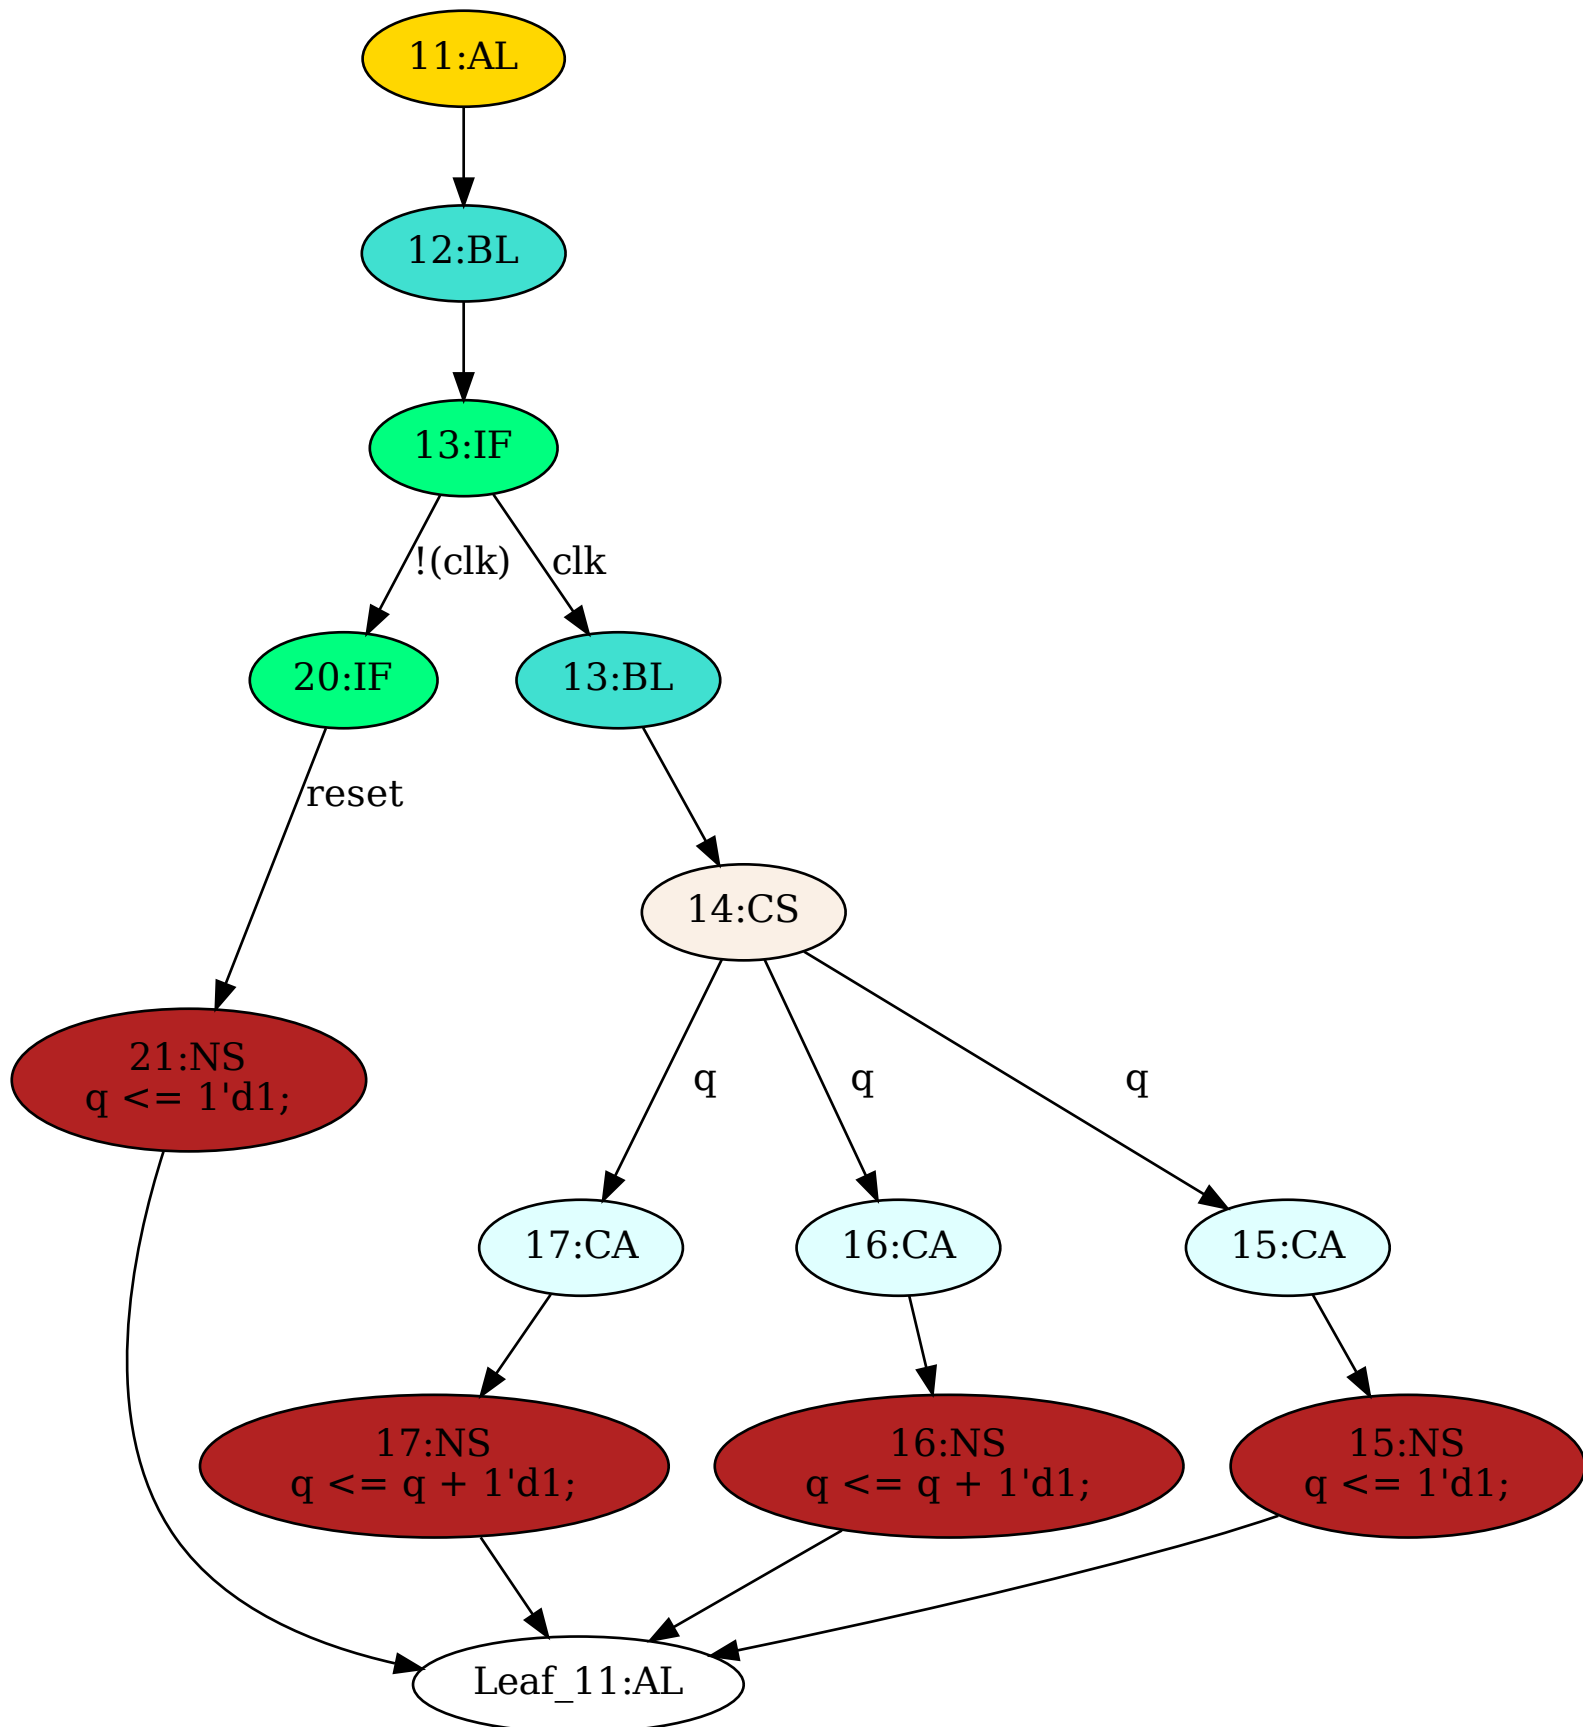 11:AL
12:BL
13:IF
!(clk)
clk
20:IF
13:BL
reset
14:CS
21:NS
q <= 1'd1;
q
q
q
17:CA
16:CA
15:CA
17:NS
q <= q + 1'd1;
16:NS
q <= q + 1'd1;
15:NS
q <= 1'd1;
Leaf_11:AL